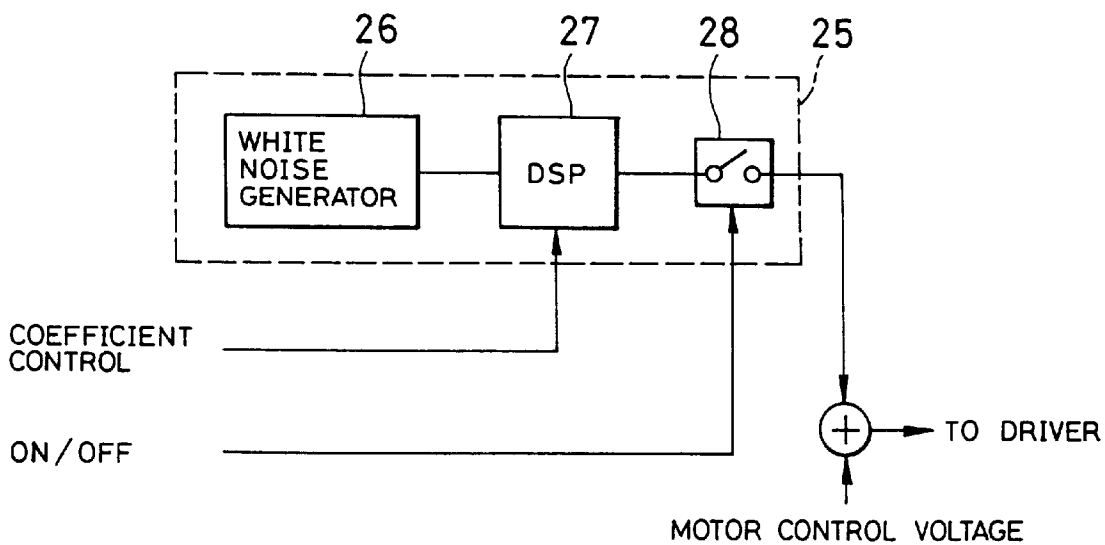 26
27
28
25
WHITE
NOISE
GENERATOR
DSP
COEFFICIENT
CONTROL
ON/OFF
+
TO DRIVER
MOTOR CONTROL VOLTAGE